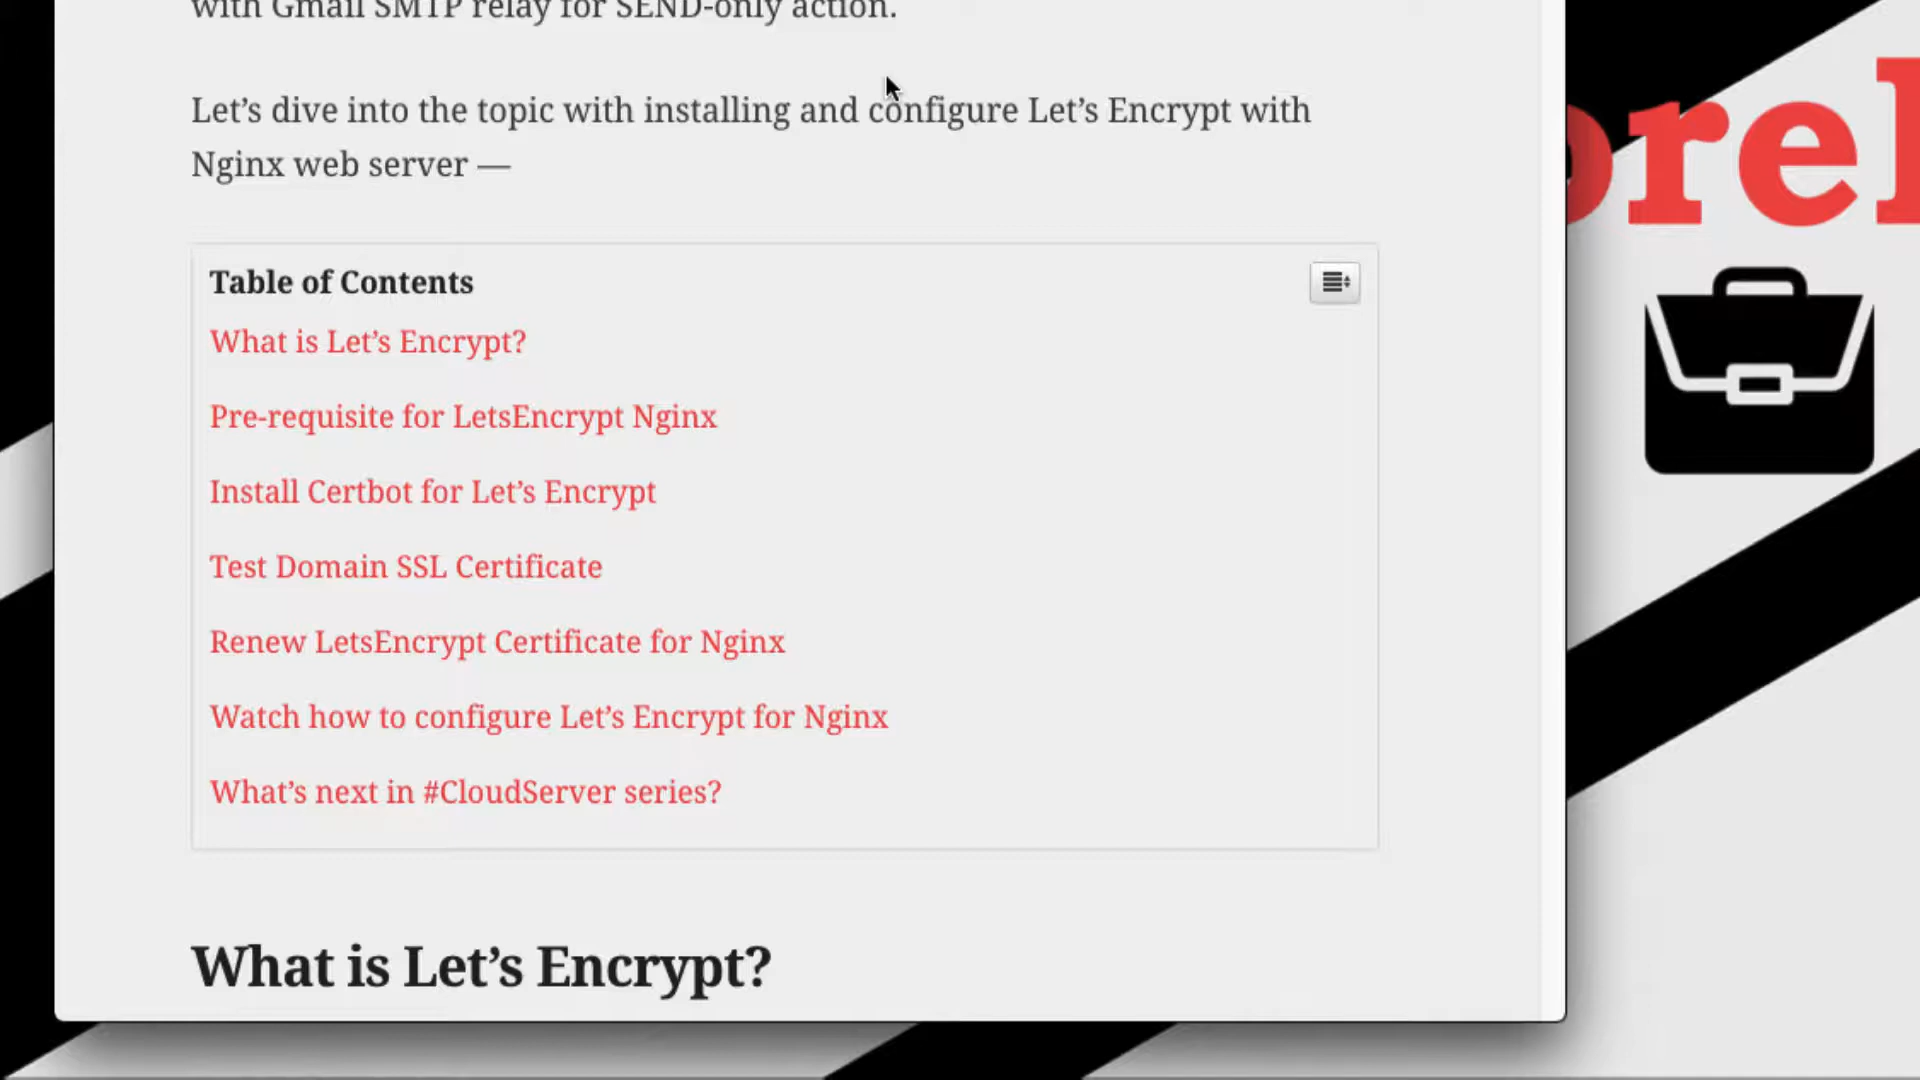 with Gmail SMTP relay for SEND-only action.
Let’s dive into the topic with installing and configure Let’s Encrypt with
Nginx web server —
Table of Contents
What is Let’s Encrypt?
Pre-requisite for LetsEncrypt Nginx
Install Certbot for Let’s Encrypt
Test Domain SSL Certificate
Renew LetsEncrypt Certificate for Nginx
Watch how to configure Let’s Encrypt for Nginx
What’s next in #CloudServer series?
What is Let’s Encrypt?